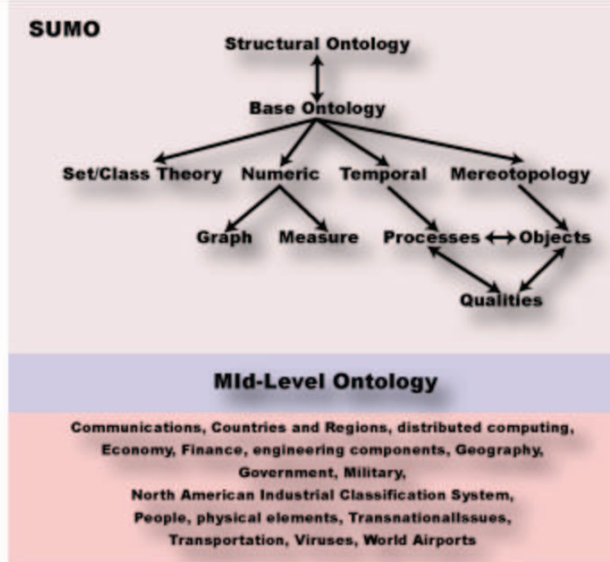 SUMO
Structural Ontology
Base Ontology
Set/Class Theory Numeric Temporal Mereotopology
Graph Measure Processes Objects
Qualities
MId-Level Ontology
Communications, Countries and Regions, distributed computing,
Economy, Finance, engineering components, Geography,
Government, Military,
North American Industrial Classification System,
People, physical elements, TransnationalIssues,
Transportation, Viruses, World Airports